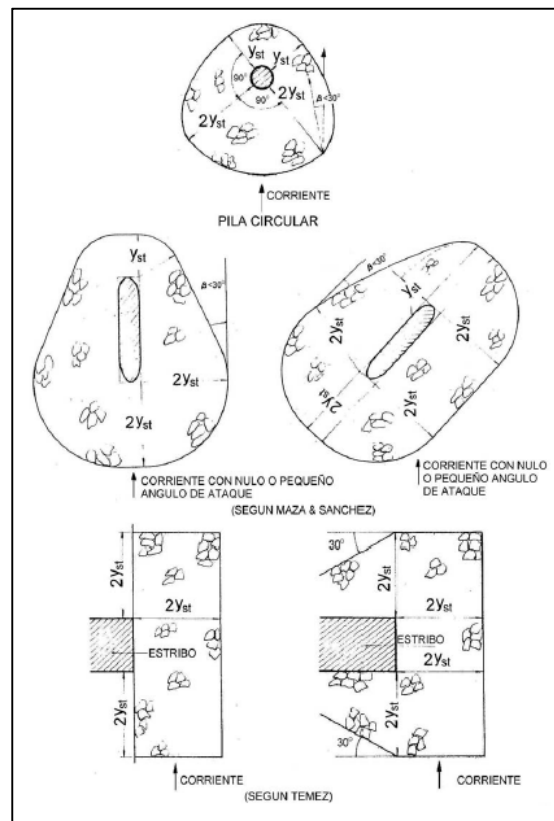 yst
yst
90°
2yst
2yst
90°
β<30°
CORRIENTE
PILA CIRCULAR
yst
β<30°
2yst
2yst
β<30°
yst
2yst
2yst
2yst
CORRIENTE CON NULO O PEQUEÑO
ANGULO DE ATAQUE
CORRIENTE CON NULO
O PEQUEÑO ANGULO
DE ATAQUE
(SEGUN MAZA & SANCHEZ)
2yst
2yst
ESTRIBO
2yst
CORRIENTE
30°
2yst
2yst
ESTRIBO
2yst
2yst
30°
CORRIENTE
(SEGUN TEMEZ)